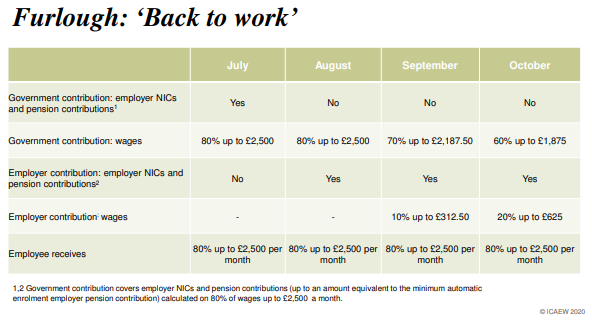 Furlough: ‘Back to work’
July August September October
Government contribution: employer NICs
and pension contributions1 Yes No No No
Government contribution: wages 80% up to £2,500 80% up to £2,500 70% up to £2,187.50 60% up to £1,875
Employer contribution: employer NICs and
pension contributions2 No Yes Yes Yes
Employer contribution: wages - - 10% up to £312.50 20% up to £625
Employee receives 80% up to £2,500 per 80% up to £2,500 per 80% up to £2,500 per 80% up to £2,500 per
month month month month
1,2 Government contribution covers employer NICs and pension contributions (up to an amount equivalent to the minimum automatic
enrolment employer pension contribution) calculated on 80% of wages up to £2,500 a month.
© ICAEW 2020